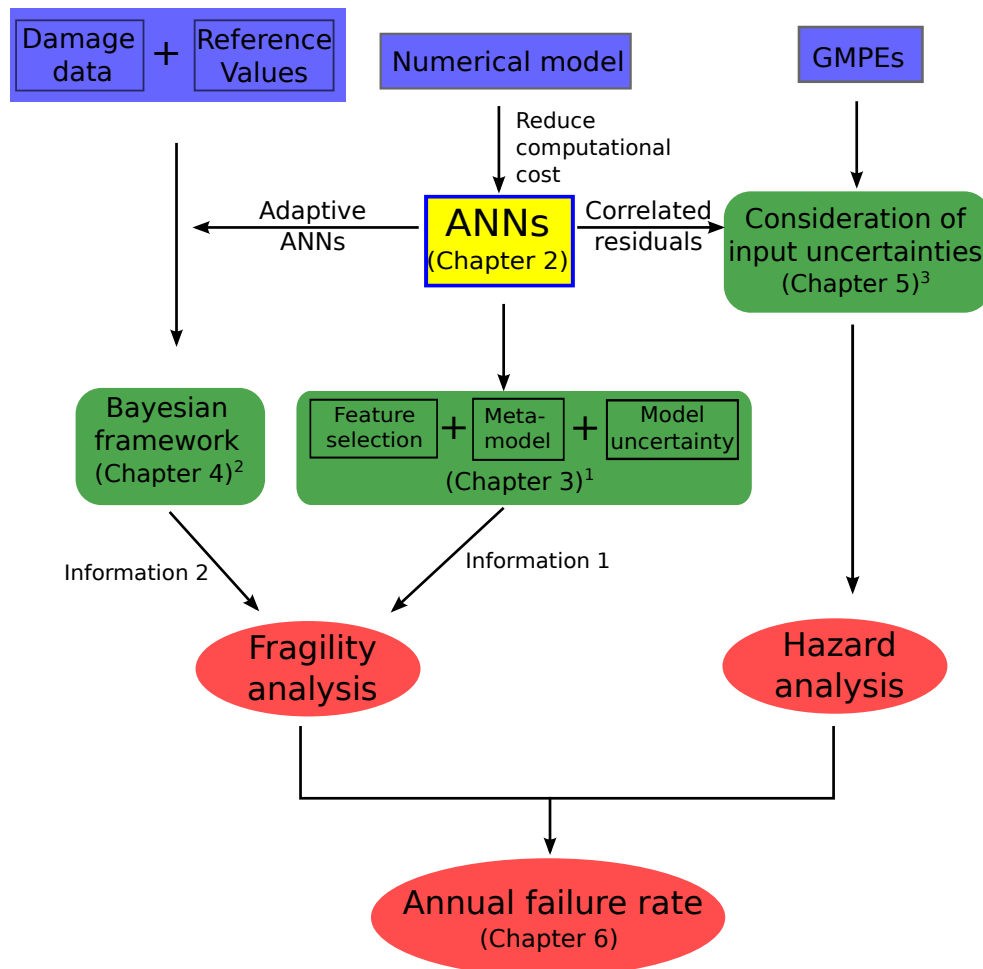 Damage
data
+
Reference
Values
Numerical model
GMPEs
Reduce
computational
cost
Adaptive
ANNs
ANNs
(Chapter 2)
Correlated
residuals
Consideration of
input uncertainties
(Chapter 5)³
Bayesian
framework
(Chapter 4)²
Feature
selection
+
Meta-
model
+
Model
uncertainty
(Chapter 3)¹
Information 2
Information 1
Fragility
analysis
Hazard
analysis
Annual failure rate
(Chapter 6)